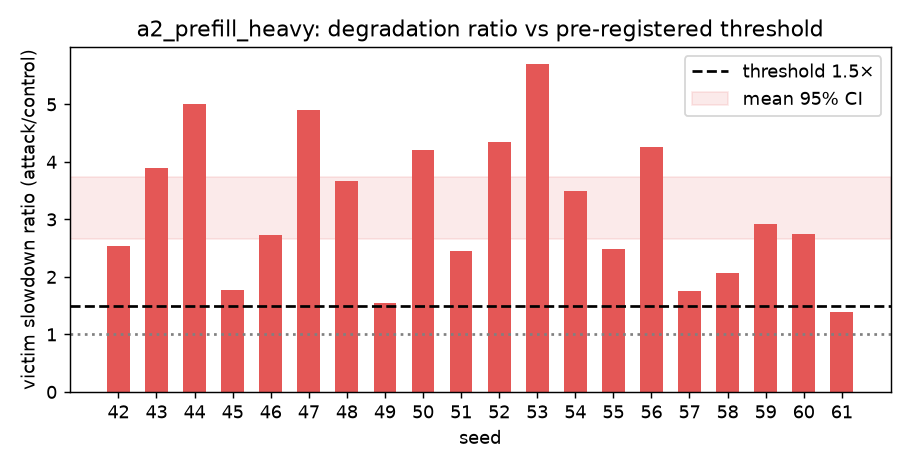 a2_prefill_heavy: degradation ratio vs pre-registered threshold
victim slowdown ratio (attack/control)
threshold 1.5×
mean 95% CI
5
4
3
2
1
0
42 43 44 45 46 47 48 49 50 51 52 53 54 55 56 57 58 59 60 61
seed